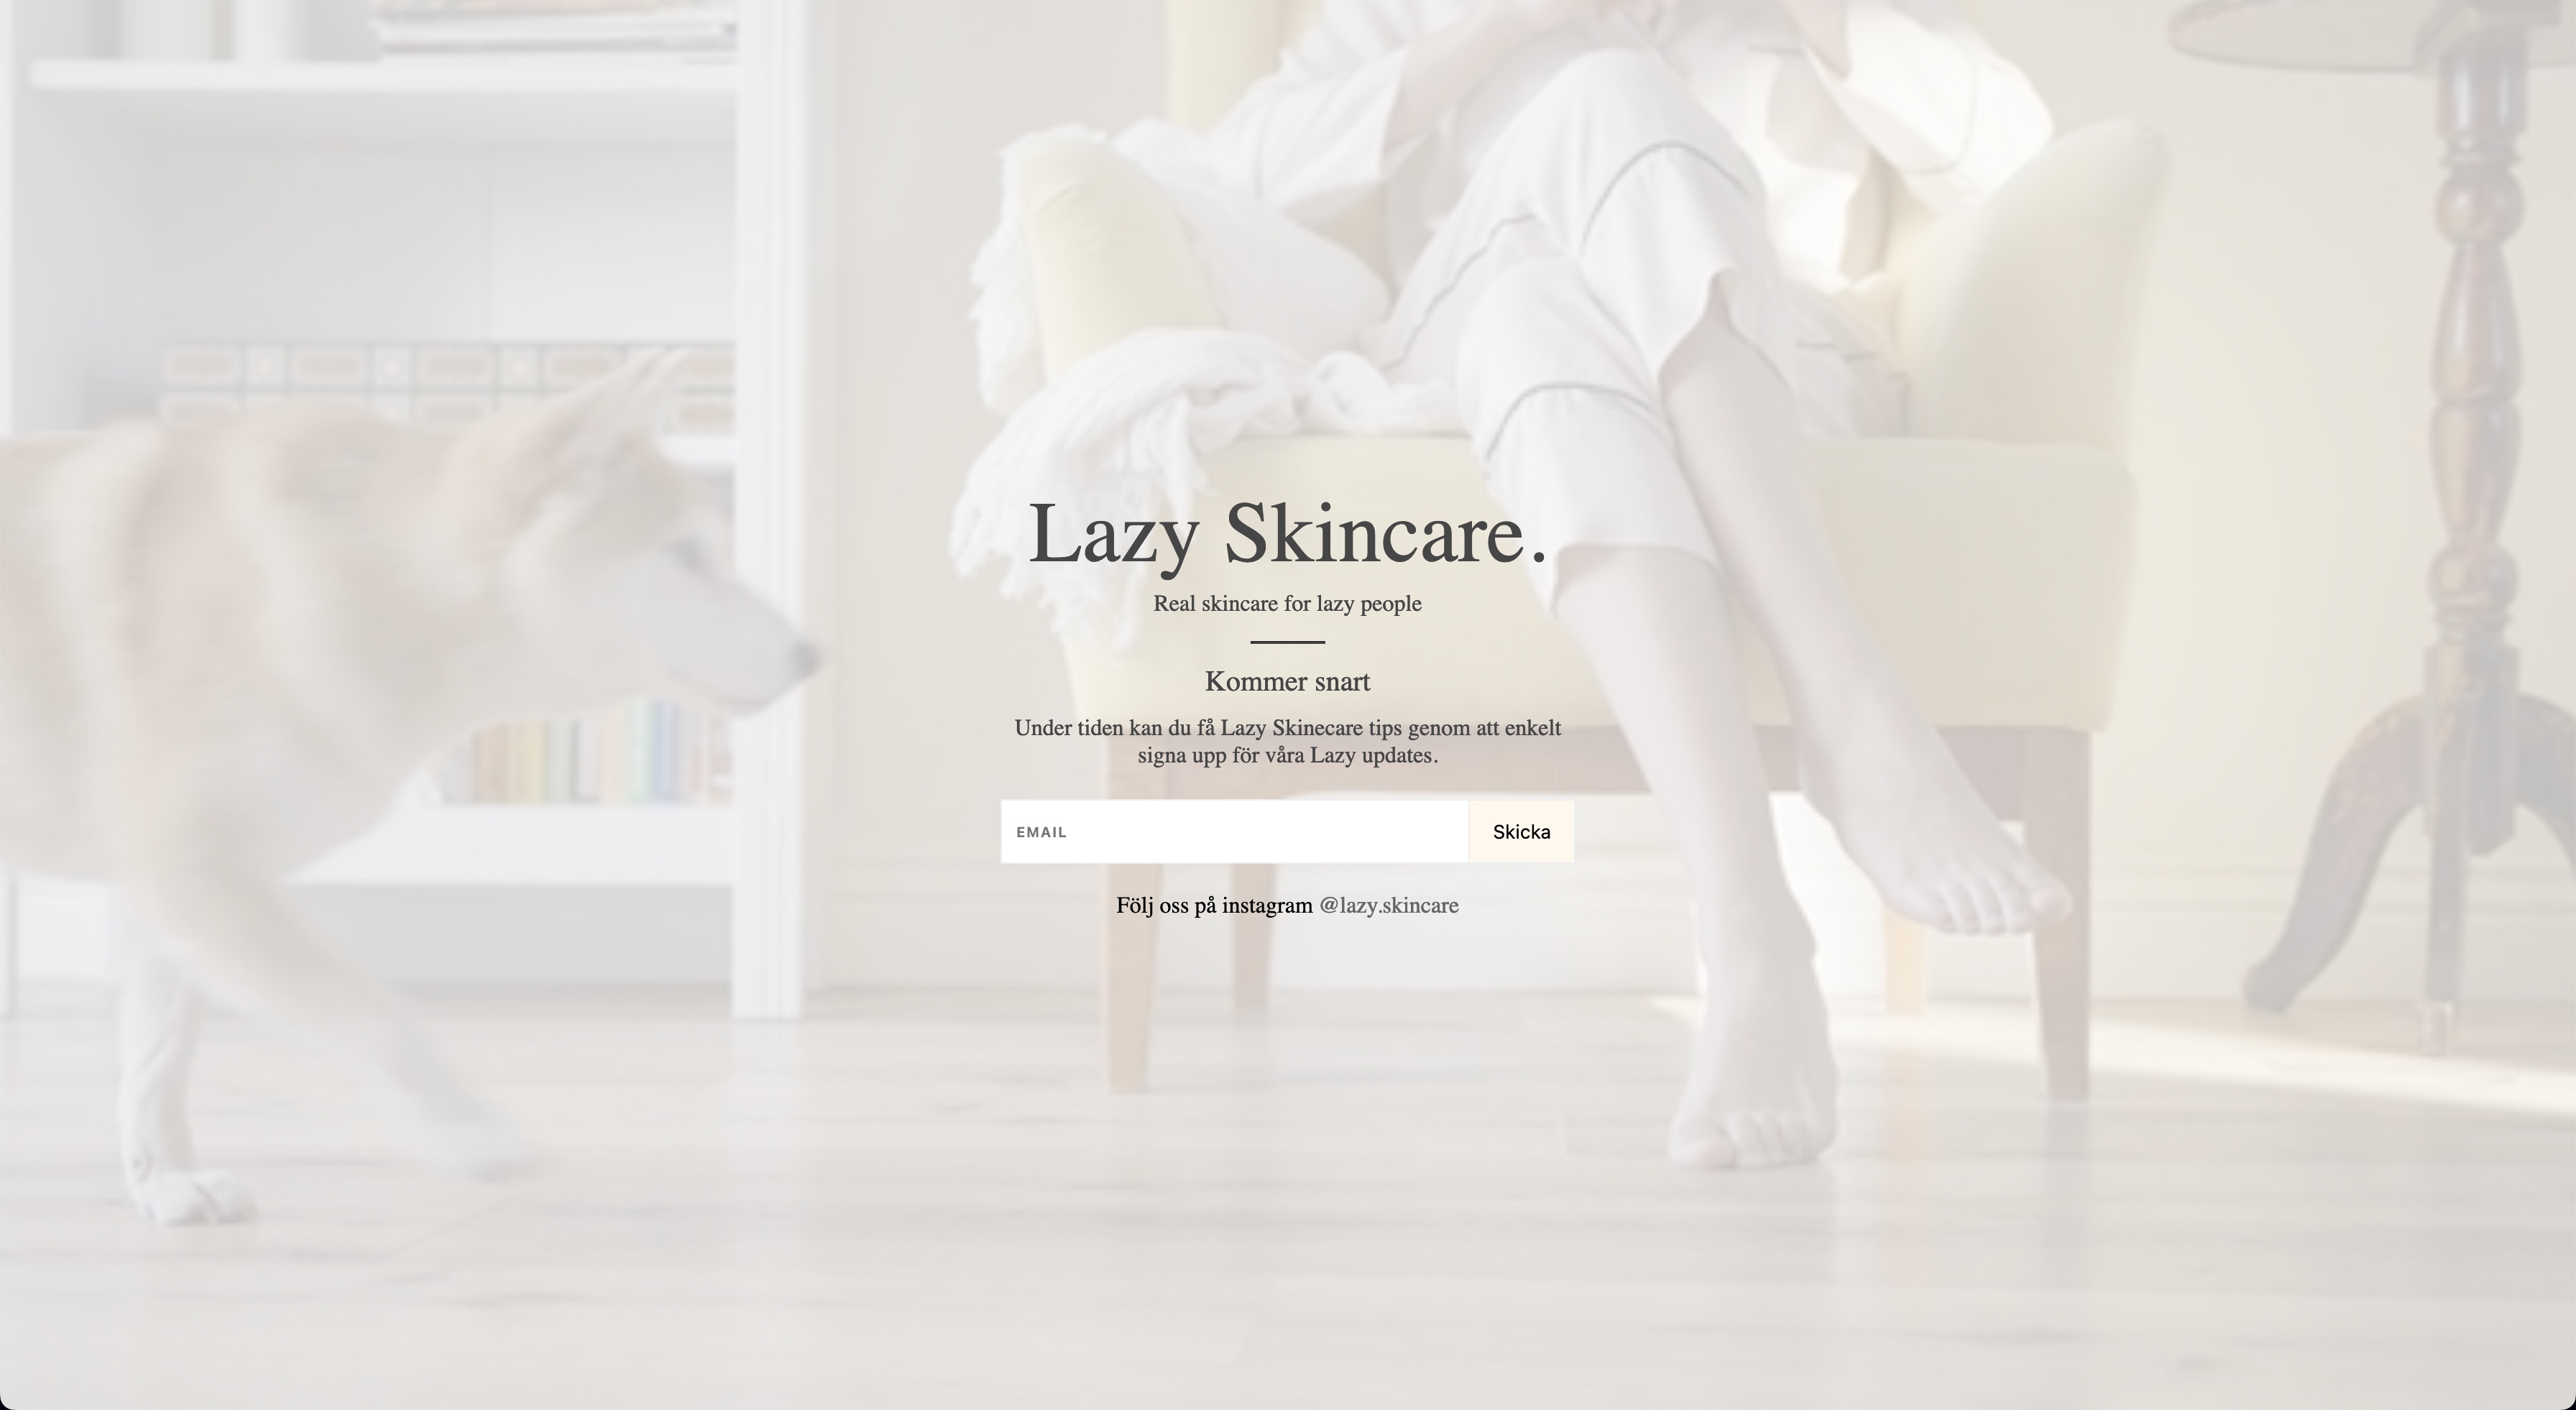 Lazy Skincare.
Real skincare for lazy people
Kommer snart
Under tiden kan du få Lazy Skinecare tips genom att enkelt
signa upp för våra Lazy updates.
EMAIL
Skicka
Följ oss på instagram @lazy.skincare